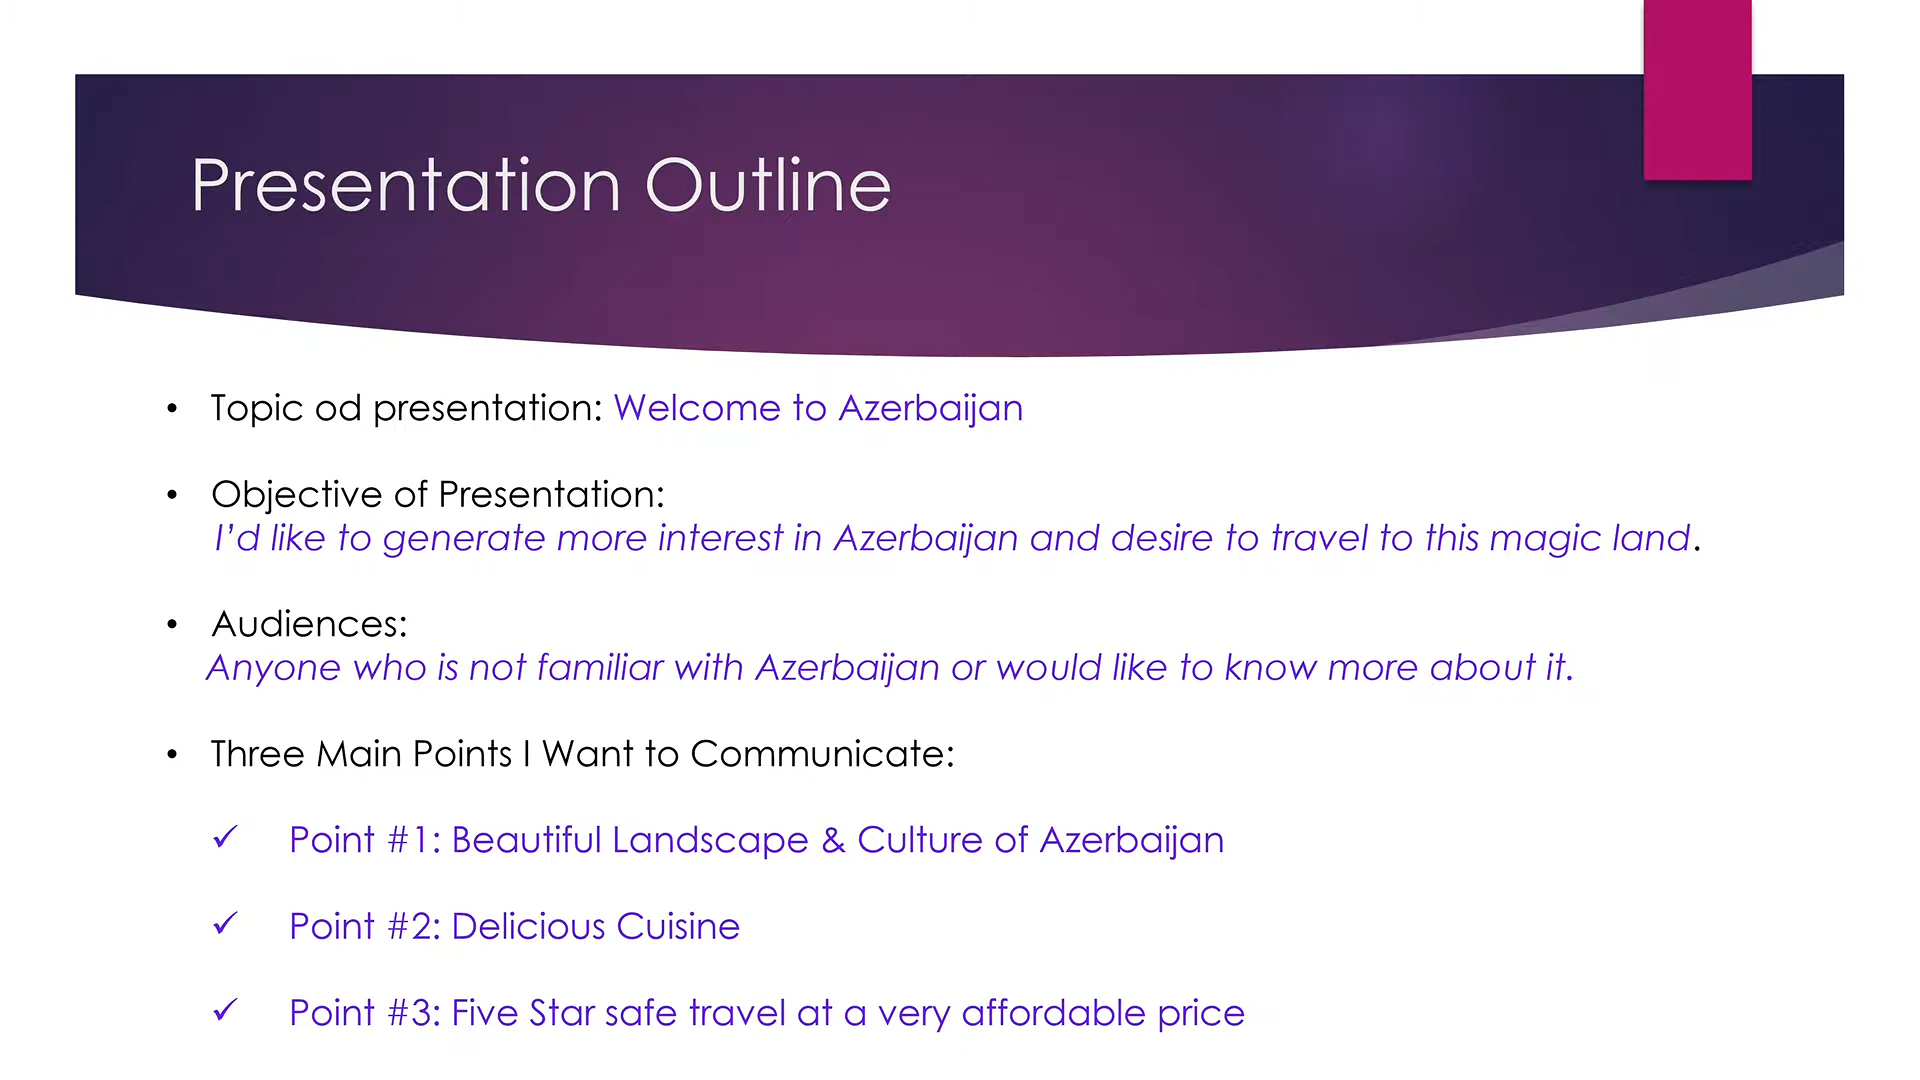 Presentation Outline
• Topic od presentation: Welcome to Azerbaijan
• Objective of Presentation:
I’d like to generate more interest in Azerbaijan and desire to travel to this magic land.
• Audiences:
Anyone who is not familiar with Azerbaijan or would like to know more about it.
• Three Main Points I Want to Communicate:
✓ Point #1: Beautiful Landscape & Culture of Azerbaijan
✓ Point #2: Delicious Cuisine
✓ Point #3: Five Star safe travel at a very affordable price